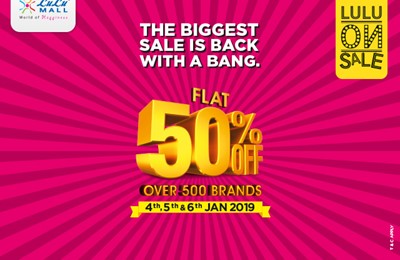 LuLu
MALL
World of Happiness
THE BIGGEST
SALE IS BACK
WITH A BANG.
LULU
ON
SALE
FLAT
50% OFF
OVER 500 BRANDS
4th, 5th & 6th JAN 2019
T & C APPLY